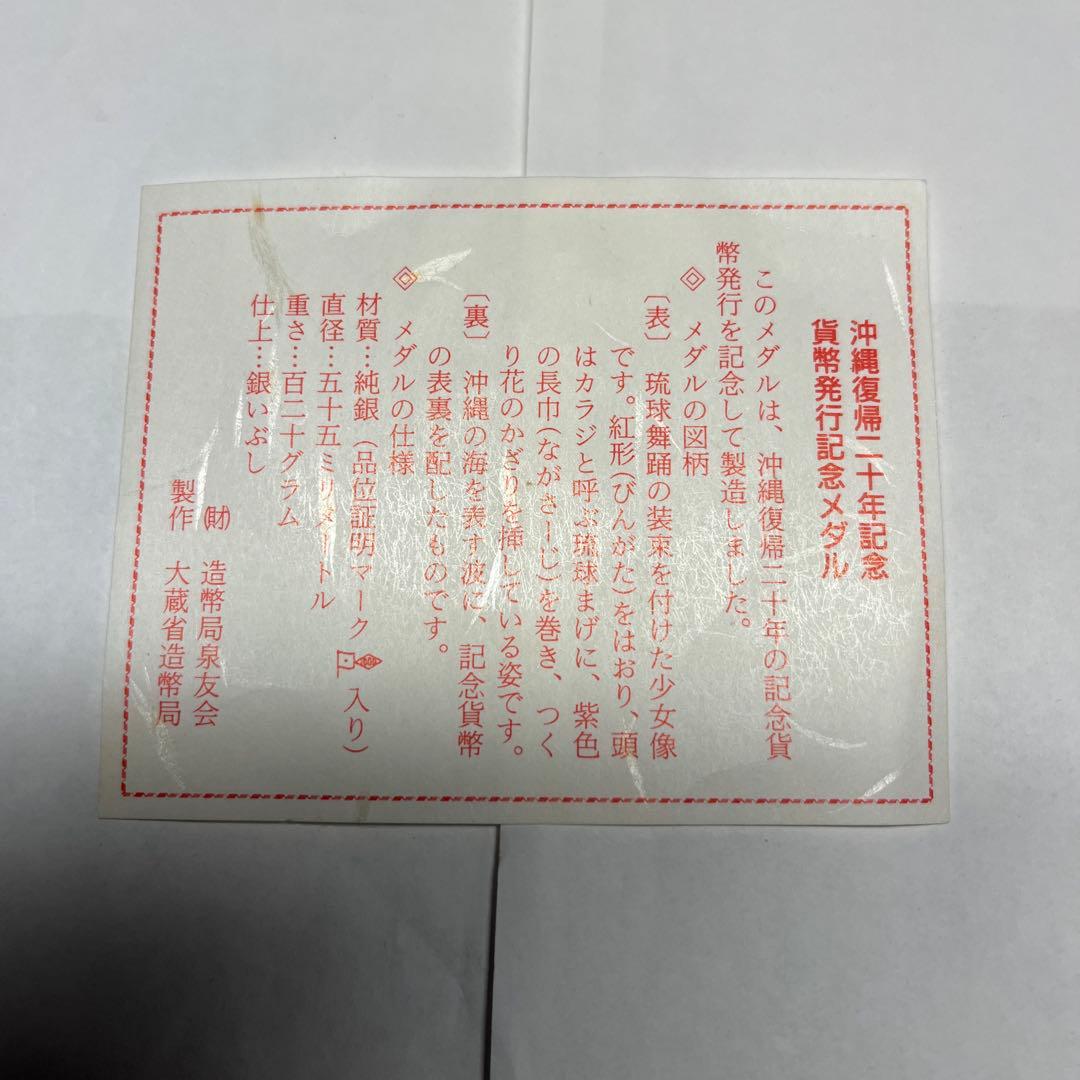 沖縄復帰二十年記念
貨幣発行記念メダル
このメダルは、沖縄復帰二十年の記念貨
幣発行を記念して製造しました。
◈ メダルの図柄
〔表〕 琉球舞踊の装束を付けた少女像
です。紅形(びんがた)をはおり、頭
はカラジと呼ぶ琉球まげに、紫色
の長巾(ながさーじ)を巻き、つく
り花のかざりを挿している姿です。
〔裏〕 沖縄の海を表す波に、記念貨幣
の表裏を配したものです。
◈ メダルの仕様
材質…純銀(品位証明マーク 入り)
直径…五十五ミリメートル
重さ…百二十グラム
仕上…銀いぶし
㈶ 造幣局泉友会
製作 大蔵省造幣局